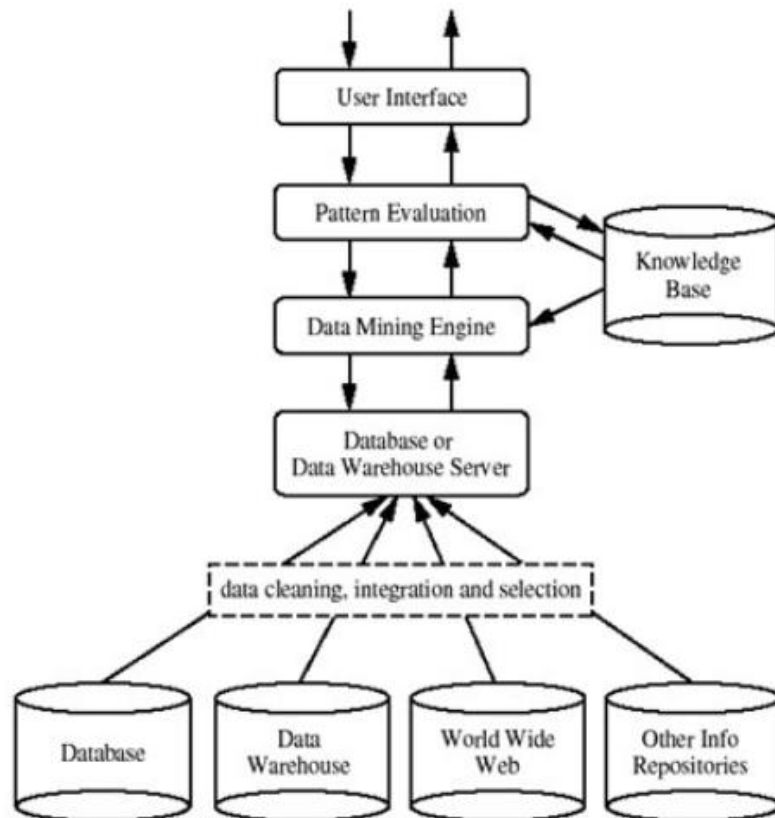 User Interface
Pattern Evaluation
Knowledge
Base
Data Mining Engine
Database or
Data Warehouse Server
data cleaning, integration and selection
Database
Data
Warehouse
World Wide
Web
Other Info
Repositories